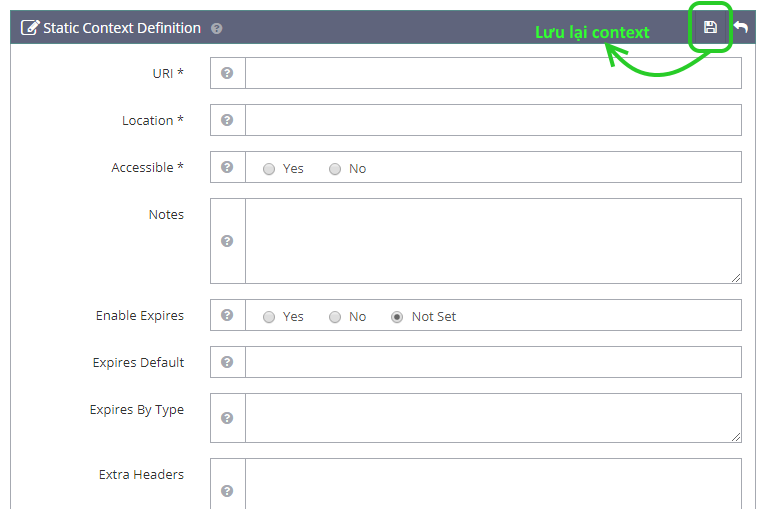 Static Context Definition
Lưu lại context
URI *
Location *
Accessible *
Yes No
Notes
Enable Expires
Yes No Not Set
Expires Default
Expires By Type
Extra Headers